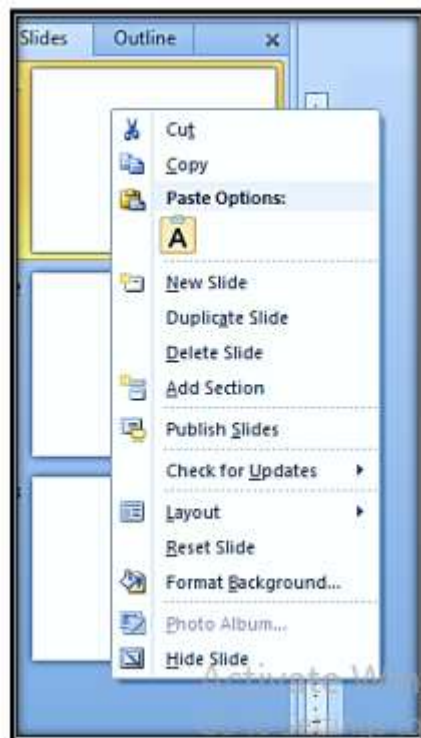 Slides Outline
Cut
Copy
Paste Options:
A
New Slide
Duplicate Slide
Delete Slide
Add Section
Publish Slides
Check for Updates
Layout
Reset Slide
Format Background...
Photo Album...
Hide Slide
Activate Win